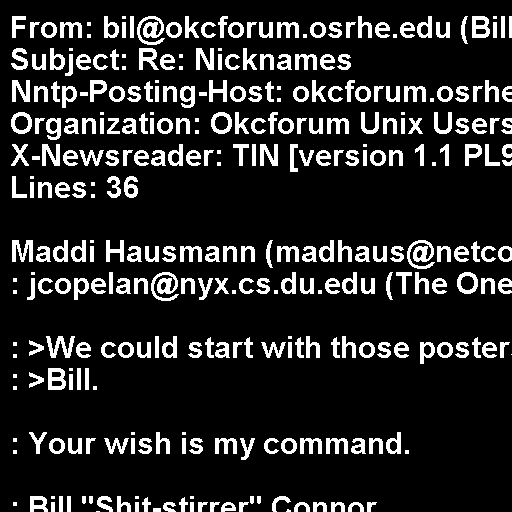 From: bil@okcforum.osrhe.edu (Bill
Subject: Re: Nicknames
Nntp-Posting-Host: okcforum.osrhe
Organization: Okcforum Unix Users
X-Newsreader: TIN [version 1.1 PL9
Lines: 36
Maddi Hausmann (madhaus@netco
: jcopelan@nyx.cs.du.edu (The One
: >We could start with those poster
: >Bill.
: Your wish is my command.
: Bill "Shit-stirrer" Connor